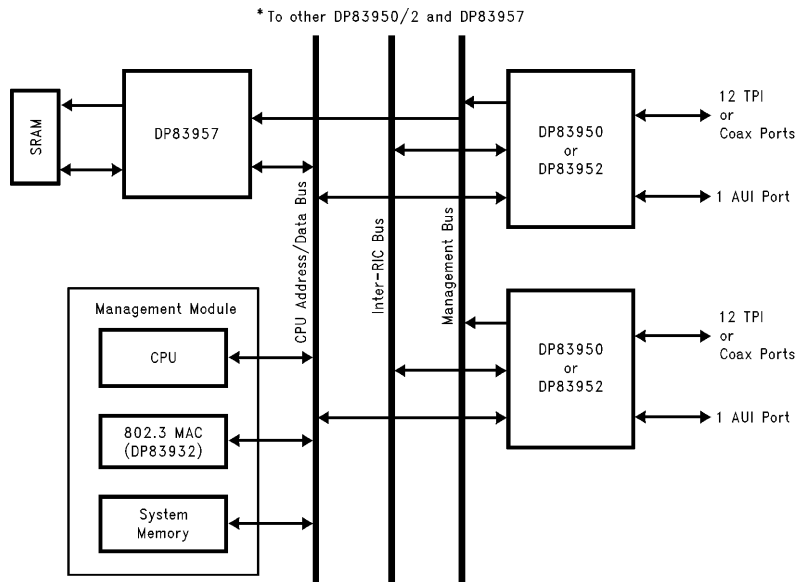 * To other DP83950/2 and DP83957
SRAM
DP83957
CPU Address/Data Bus
Inter-RIC Bus
Management Bus
DP83950
or
DP83952
12 TPI
or
Coax Ports
1 AUI Port
Management Module
CPU
802.3 MAC
(DP83932)
System
Memory
DP83950
or
DP83952
12 TPI
or
Coax Ports
1 AUI Port